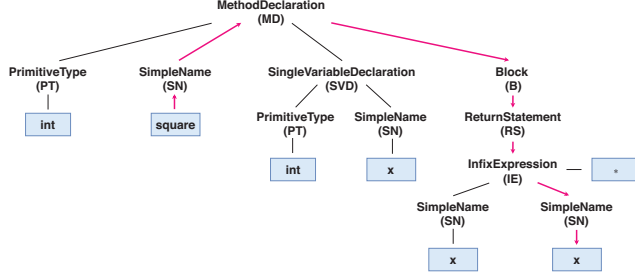 MethodDeclaration
(MD)
PrimitiveType
(PT)
SimpleName
(SN)
SingleVariableDeclaration
(SVD)
Block
(B)
int
square
PrimitiveType
(PT)
SimpleName
(SN)
ReturnStatement
(RS)
int
x
InfixExpression
(IE)
*
SimpleName
(SN)
SimpleName
(SN)
x
x